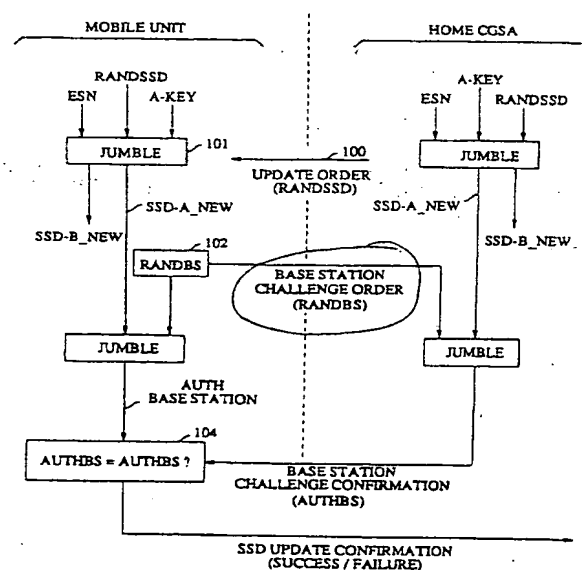 MOBILE UNIT
HOME CGSA
RANDSSD
ESN
A-KEY
A-KEY
ESN
RANDSSD
JUMBLE
101
100
UPDATE ORDER
(RANDSSD)
JUMBLE
SSD-A_NEW
SSD-B_NEW
SSD-A_NEW
SSD-B_NEW
102
RANDBS
BASE STATION
CHALLENGE ORDER
(RANDBS)
JUMBLE
JUMBLE
AUTH
BASE STATION
104
AUTHBS = AUTHBS ?
BASE STATION
CHALLENGE CONFIRMATION
(AUTHBS)
SSD UPDATE CONFIRMATION
(SUCCESS / FAILURE)